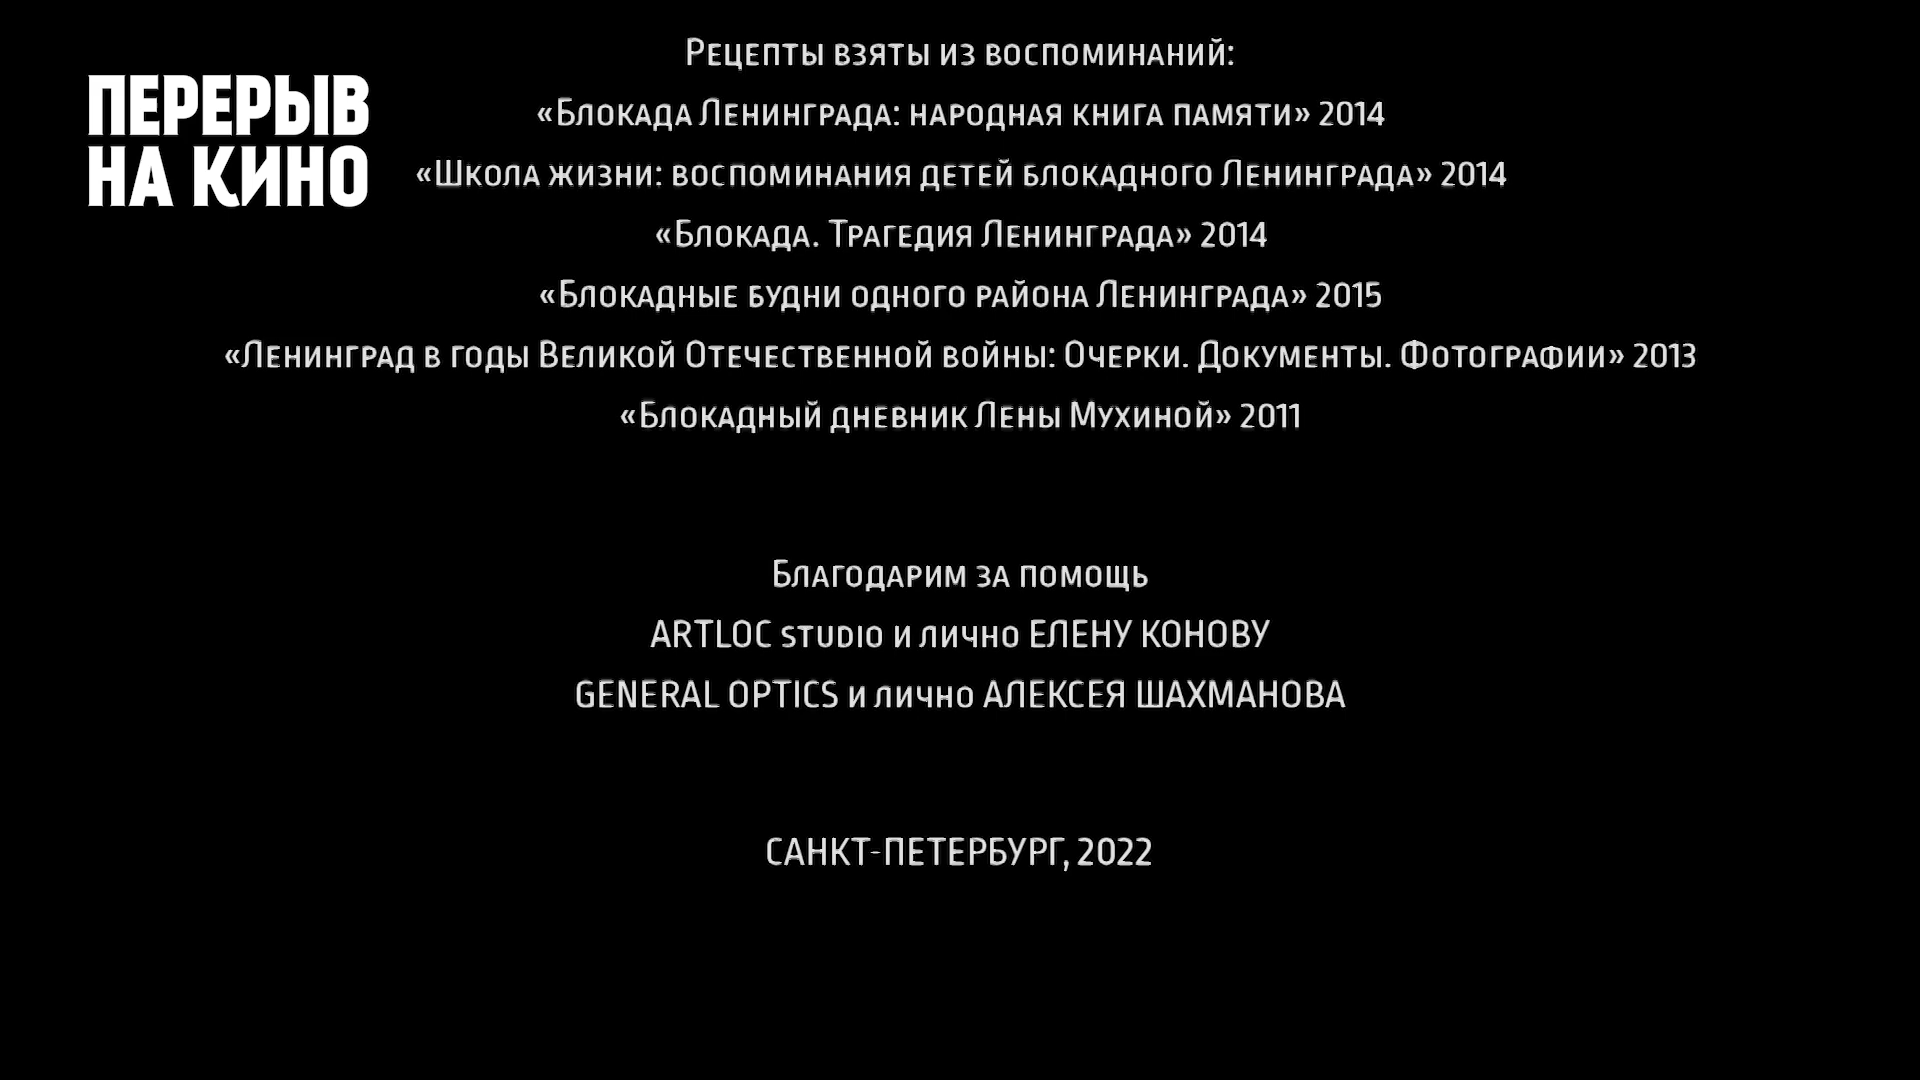 ПЕРЕРЫВ
НА КИНО
Рецепты взяты из воспоминаний:
«Блокада Ленинграда: народная книга памяти» 2014
«Школа жизни: воспоминания детей блокадного Ленинграда» 2014
«Блокада. Трагедия Ленинграда» 2014
«Блокадные будни одного района Ленинграда» 2015
«Ленинград в годы Великой Отечественной войны: Очерки. Документы. Фотографии» 2013
«Блокадный дневник Лены Мухиной» 2011
Благодарим за помощь
ARTLOC studio и лично ЕЛЕНУ КОНОВУ
GENERAL OPTICS и лично АЛЕКСЕЯ ШАХМАНОВА
САНКТ-ПЕТЕРБУРГ, 2022